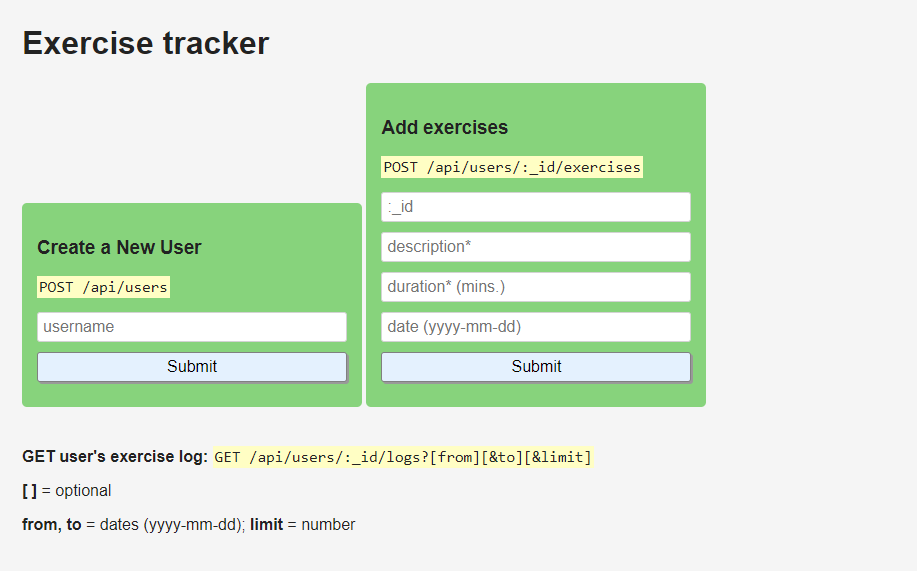 Exercise tracker
Create a New User
POST /api/users
username
Submit
Add exercises
POST /api/users/:_id/exercises
:_id
description*
duration* (mins.)
date (yyyy-mm-dd)
Submit
GET user's exercise log: GET /api/users/:_id/logs?[from][&to][&limit]
[ ] = optional
from, to = dates (yyyy-mm-dd); limit = number